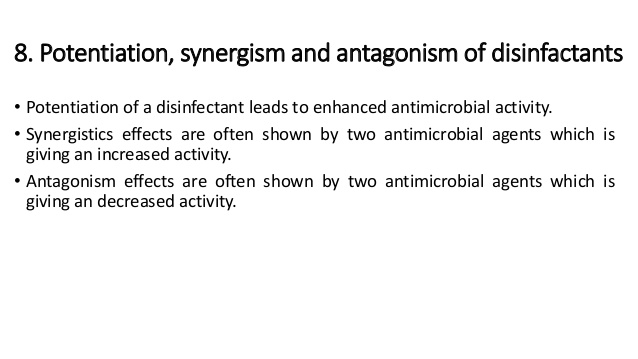 8. Potentiation, synergism and antagonism of disinfactants
• Potentiation of a disinfectant leads to enhanced antimicrobial activity.
• Synergistics effects are often shown by two antimicrobial agents which is
giving an increased activity.
• Antagonism effects are often shown by two antimicrobial agents which is
giving an decreased activity.